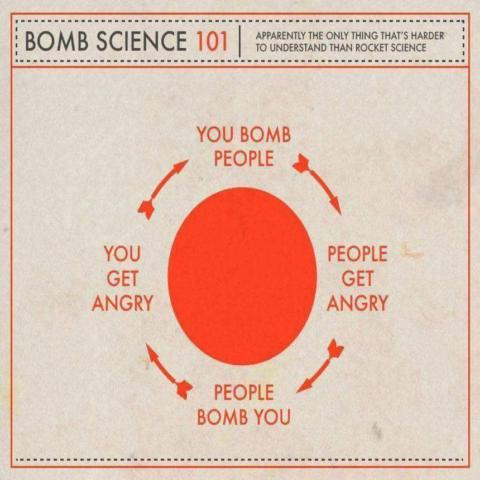 BOMB SCIENCE 101
APPARENTLY THE ONLY THING THAT'S HARDER
TO UNDERSTAND THAN ROCKET SCIENCE
YOU BOMB
PEOPLE
PEOPLE
GET
ANGRY
PEOPLE
BOMB YOU
YOU
GET
ANGRY